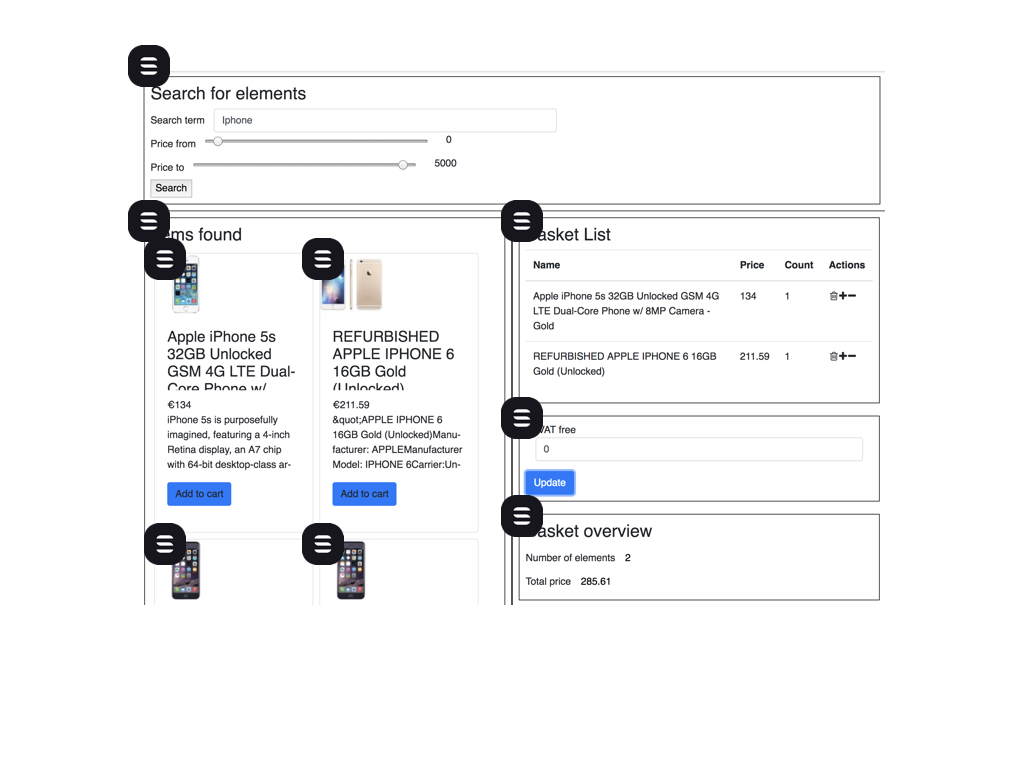 Search for elements
Search term Iphone
Price from 0
Price to 5000
Search
ems found
Apple iPhone 5s
32GB Unlocked
GSM 4G LTE Dual-
Core Phone w/
€134
iPhone 5s is purposefully
imagined, featuring a 4-inch
Retina display, an A7 chip
with 64-bit desktop-class ar-
Add to cart
REFURBISHED
APPLE IPHONE 6
16GB Gold
(Unlocked)
€211.59
&quot;APPLE IPHONE 6
16GB Gold (Unlocked)Manu-
facturer: APPLEManufacturer
Model: IPHONE 6Carrier:Un-
Add to cart
asket List
Name Price Count Actions
Apple iPhone 5s 32GB Unlocked GSM 4G 134 1
LTE Dual-Core Phone w/ 8MP Camera -
Gold
REFURBISHED APPLE IPHONE 6 16GB 211.59 1
Gold (Unlocked)
VAT free
0
Update
asket overview
Number of elements 2
Total price 285.61